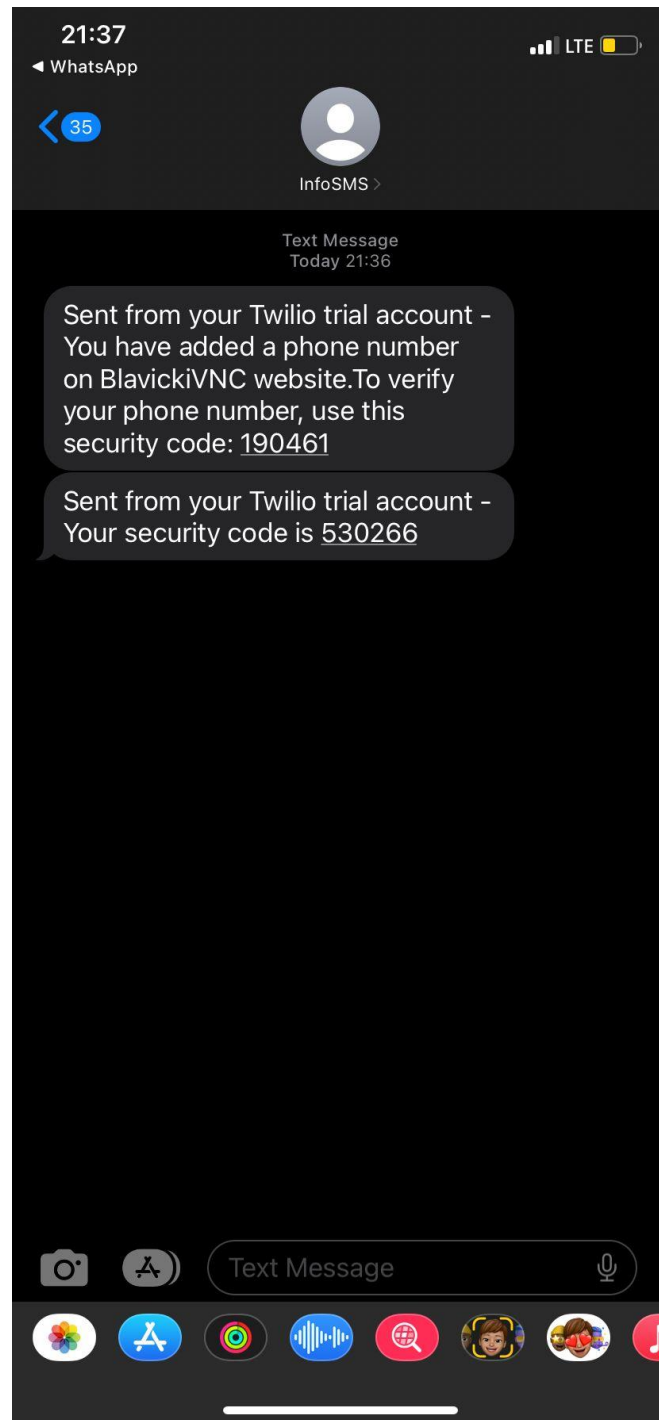 21:37
LTE
◀ WhatsApp
35
InfoSMS >
Text Message
Today 21:36
Sent from your Twilio trial account -
You have added a phone number
on BlavickiVNC website.To verify
your phone number, use this
security code: 190461
Sent from your Twilio trial account -
Your security code is 530266
Text Message